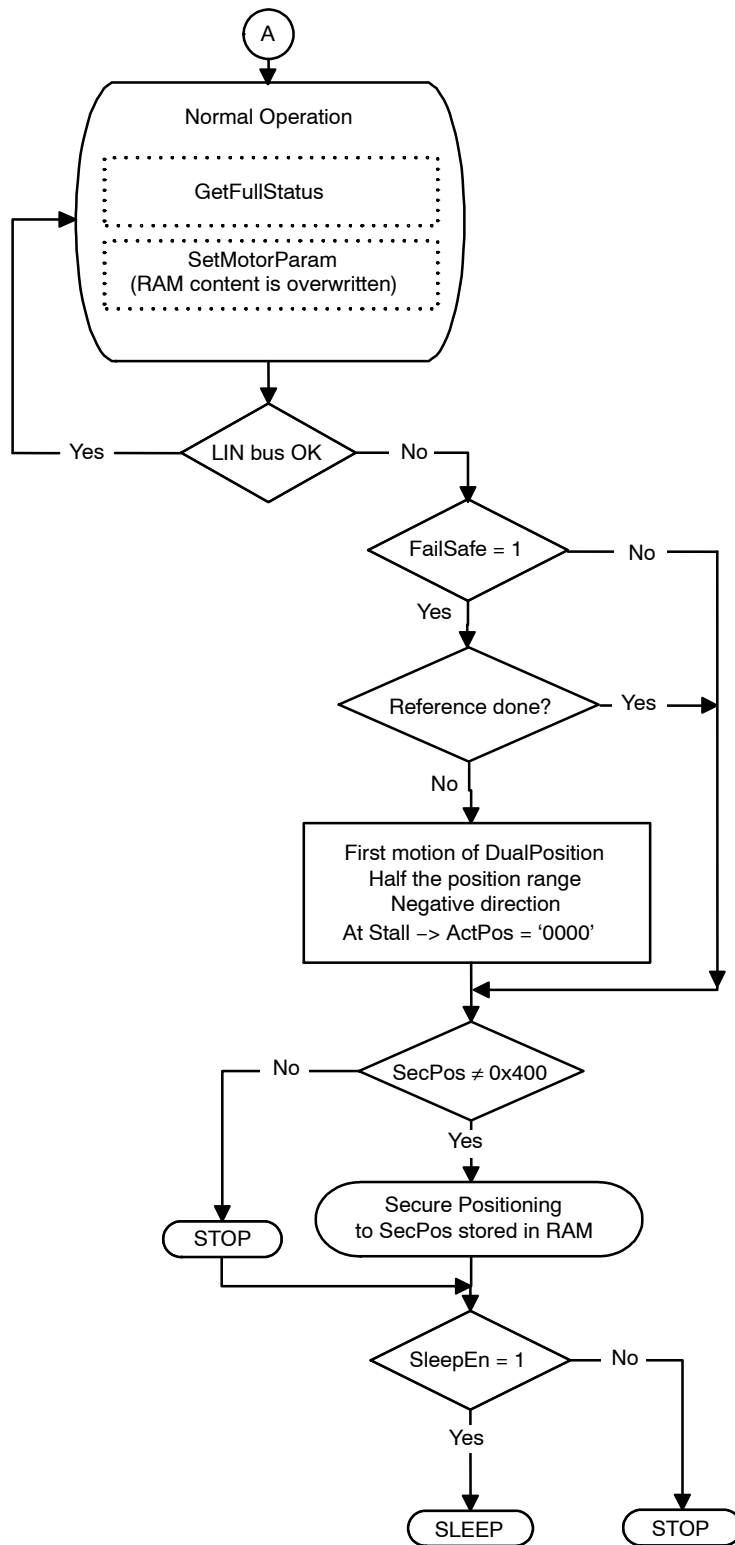 A
Normal Operation
GetFullStatus
SetMotorParam
(RAM content is overwritten)
Yes
LIN bus OK
No
FailSafe = 1
No
Yes
Reference done?
Yes
No
First motion of DualPosition
Half the position range
Negative direction
At Stall −> ActPos = ‘0000’
No
SecPos ≠ 0x400
Yes
Secure Positioning
to SecPos stored in RAM
STOP
SleepEn = 1
No
Yes
SLEEP
STOP